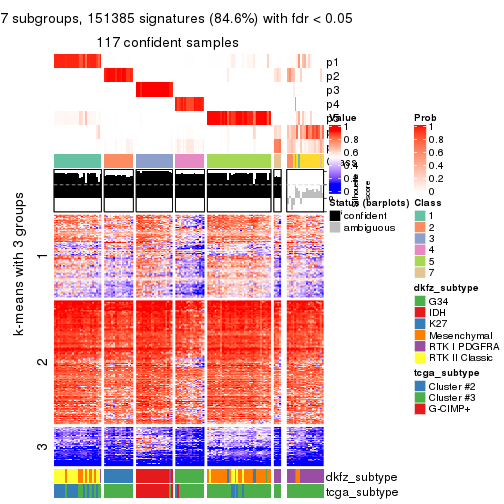 7 subgroups, 151385 signatures (84.6%) with fdr < 0.05
117 confident samples
p1
p2
p3
p4
k-means with 3 groups
1
2
3
Value
1
0.8
0.6
0.4
0.2
0
Prob
1
0.8
0.6
0.4
0.2
0
Silhouette
score
Status (barplots)
confident
ambiguous
Class
1
2
3
4
5
7
dkfz_subtype
G34
IDH
K27
Mesenchymal
RTK I PDGFRA
RTK II Classic
tcga_subtype
Cluster #2
Cluster #3
G-CIMP+
dkfz_subtype
tcga_subtype